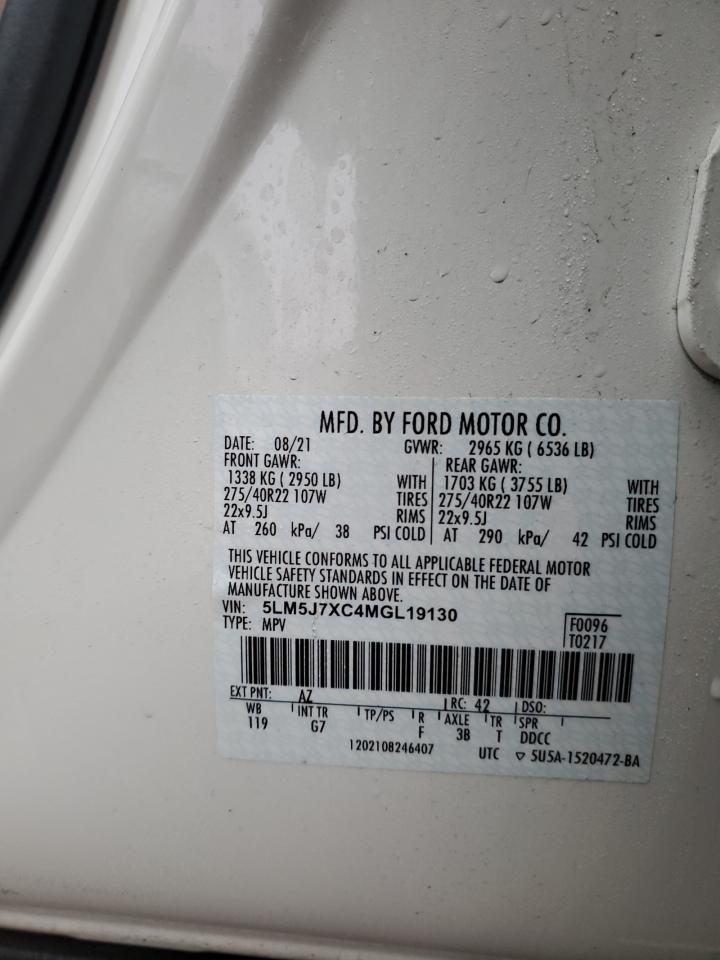 MFD. BY FORD MOTOR CO.
DATE: 08/21 GVWR: 2965 KG ( 6536 LB)
FRONT GAWR: REAR GAWR:
1338 KG ( 2950 LB) WITH 1703 KG ( 3755 LB) WITH
275/40R22 107W TIRES 275/40R22 107W TIRES
22x9.5J RIMS 22x9.5J RIMS
AT 260 kPa/ 38 PSI COLD AT 290 kPa/ 42 PSI COLD
THIS VEHICLE CONFORMS TO ALL APPLICABLE FEDERAL MOTOR
VEHICLE SAFETY STANDARDS IN EFFECT ON THE DATE OF
MANUFACTURE SHOWN ABOVE.
VIN: 5LM5J7XC4MGL19130 F0096
TYPE: MPV T0217
EXT PNT: AZ RC: 42 DSO:
WB INT TR TP/PS R AXLE TR SPR
119 G7 F 3B T DDCC
1202108246407 UTC ▽ 5U5A-1520472-BA